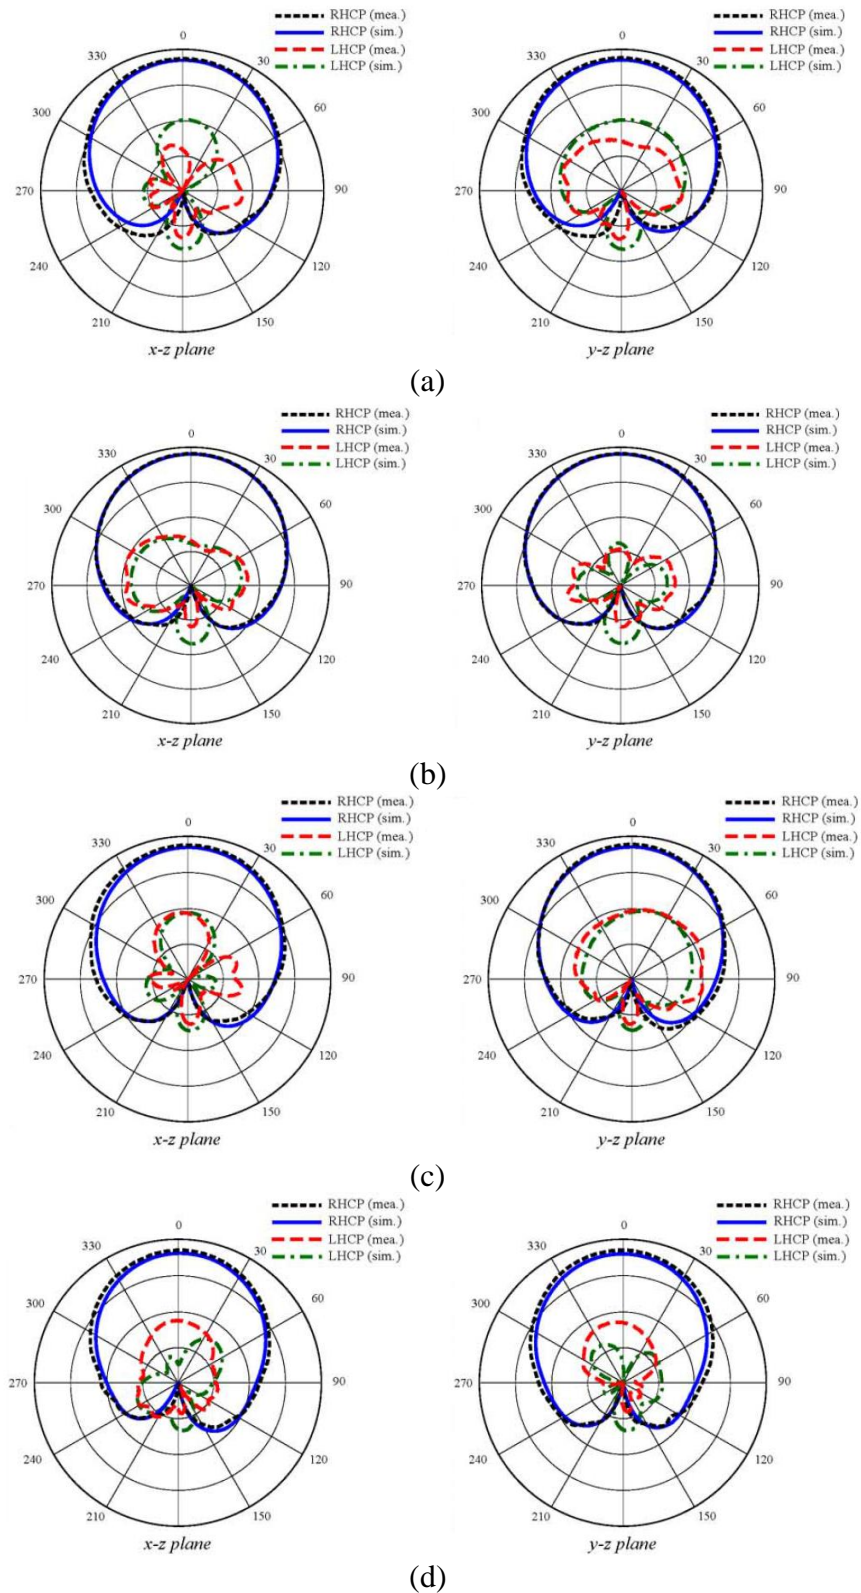 RHCP (mea.)
RHCP (sim.)
LHCP (mea.)
LHCP (sim.)
0
30
60
90
120
150
210
240
270
300
330
x-z plane
RHCP (mea.)
RHCP (sim.)
LHCP (mea.)
LHCP (sim.)
0
30
60
90
120
150
210
240
270
300
330
y-z plane
(a)
RHCP (mea.)
RHCP (sim.)
LHCP (mea.)
LHCP (sim.)
0
30
60
90
120
150
210
240
270
300
330
x-z plane
RHCP (mea.)
RHCP (sim.)
LHCP (mea.)
LHCP (sim.)
0
30
60
90
120
150
210
240
270
300
330
y-z plane
(b)
RHCP (mea.)
RHCP (sim.)
LHCP (mea.)
LHCP (sim.)
0
30
60
90
120
150
210
240
270
300
330
x-z plane
RHCP (mea.)
RHCP (sim.)
LHCP (mea.)
LHCP (sim.)
0
30
60
90
120
150
210
240
270
300
330
y-z plane
(c)
RHCP (mea.)
RHCP (sim.)
LHCP (mea.)
LHCP (sim.)
0
30
60
90
120
150
210
240
270
300
330
x-z plane
RHCP (mea.)
RHCP (sim.)
LHCP (mea.)
LHCP (sim.)
0
30
60
90
120
150
210
240
270
300
330
y-z plane
(d)